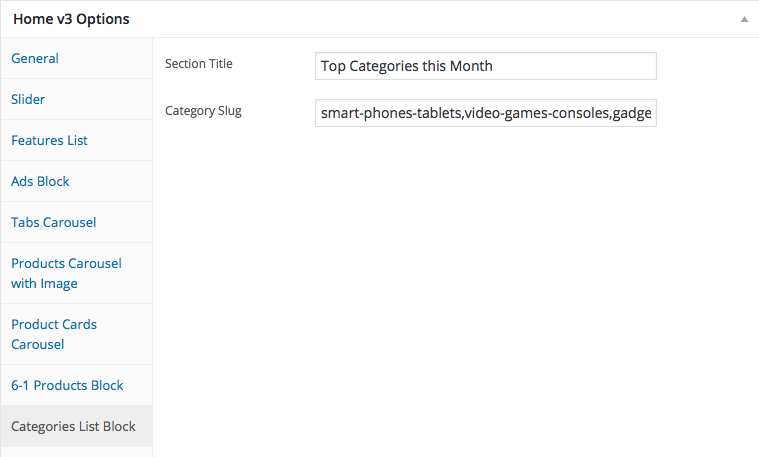 Home v3 Options
General
Slider
Features List
Ads Block
Tabs Carousel
Products Carousel
with Image
Product Cards
Carousel
6-1 Products Block
Categories List Block
Section Title
Top Categories this Month
Category Slug
smart-phones-tablets,video-games-consoles,gadge